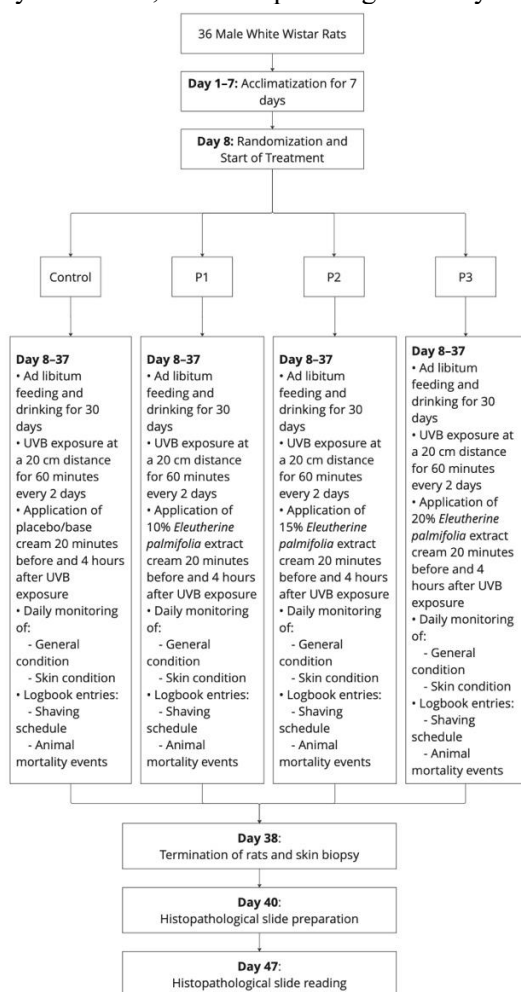 36 Male White Wistar Rats
Day 1–7: Acclimatization for 7
days
Day 8: Randomization and
Start of Treatment
Control
P1
P2
P3
Day 8–37
• Ad libitum
feeding and
drinking for 30
days
• UVB exposure at
a 20 cm distance
for 60 minutes
every 2 days
• Application of
placebo/base
cream 20 minutes
before and 4 hours
after UVB
exposure
• Daily monitoring
of:
- General
condition
- Skin condition
• Logbook entries:
- Shaving
schedule
- Animal
mortality events
Day 8–37
• Ad libitum
feeding and
drinking for 30
days
• UVB exposure at
a 20 cm distance
for 60 minutes
every 2 days
• Application of
10% Eleutherine
palmifolia extract
cream 20 minutes
before and 4 hours
after UVB exposure
• Daily monitoring
of:
- General
condition
- Skin condition
• Logbook entries:
- Shaving
schedule
- Animal
mortality events
Day 8–37
• Ad libitum
feeding and
drinking for 30
days
• UVB exposure at
a 20 cm distance
for 60 minutes
every 2 days
• Application of
15% Eleutherine
palmifolia extract
cream 20 minutes
before and 4 hours
after UVB exposure
• Daily monitoring
of:
- General
condition
- Skin condition
• Logbook entries:
- Shaving
schedule
- Animal
mortality events
Day 8–37
• Ad libitum
feeding and
drinking for 30
days
• UVB exposure at
a 20 cm distance
for 60 minutes
every 2 days
• Application of
20% Eleutherine
palmifolia extract
cream 20 minutes
before and 4
hours after UVB
exposure
• Daily monitoring
of:
- General
condition
- Skin condition
• Logbook entries:
- Shaving
schedule
- Animal
mortality events
Day 38:
Termination of rats and skin biopsy
Day 40:
Histopathological slide preparation
Day 47:
Histopathological slide reading